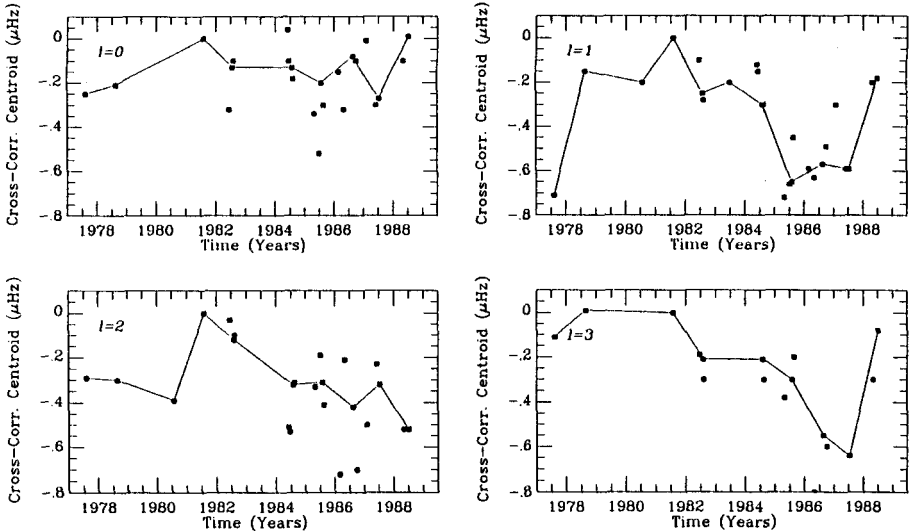 Cross-Corr. Centroid (μHz)
0
-.2
-.4
-.6
-.8
l=0
1978 1980 1982 1984 1986 1988
Time (Years)
Cross-Corr. Centroid (μHz)
0
-.2
-.4
-.6
-.8
l=1
1978 1980 1982 1984 1986 1988
Time (Years)
Cross-Corr. Centroid (μHz)
0
-.2
-.4
-.6
-.8
l=2
1978 1980 1982 1984 1986 1988
Time (Years)
Cross-Corr. Centroid (μHz)
0
-.2
-.4
-.6
-.8
l=3
1978 1980 1982 1984 1986 1988
Time (Years)